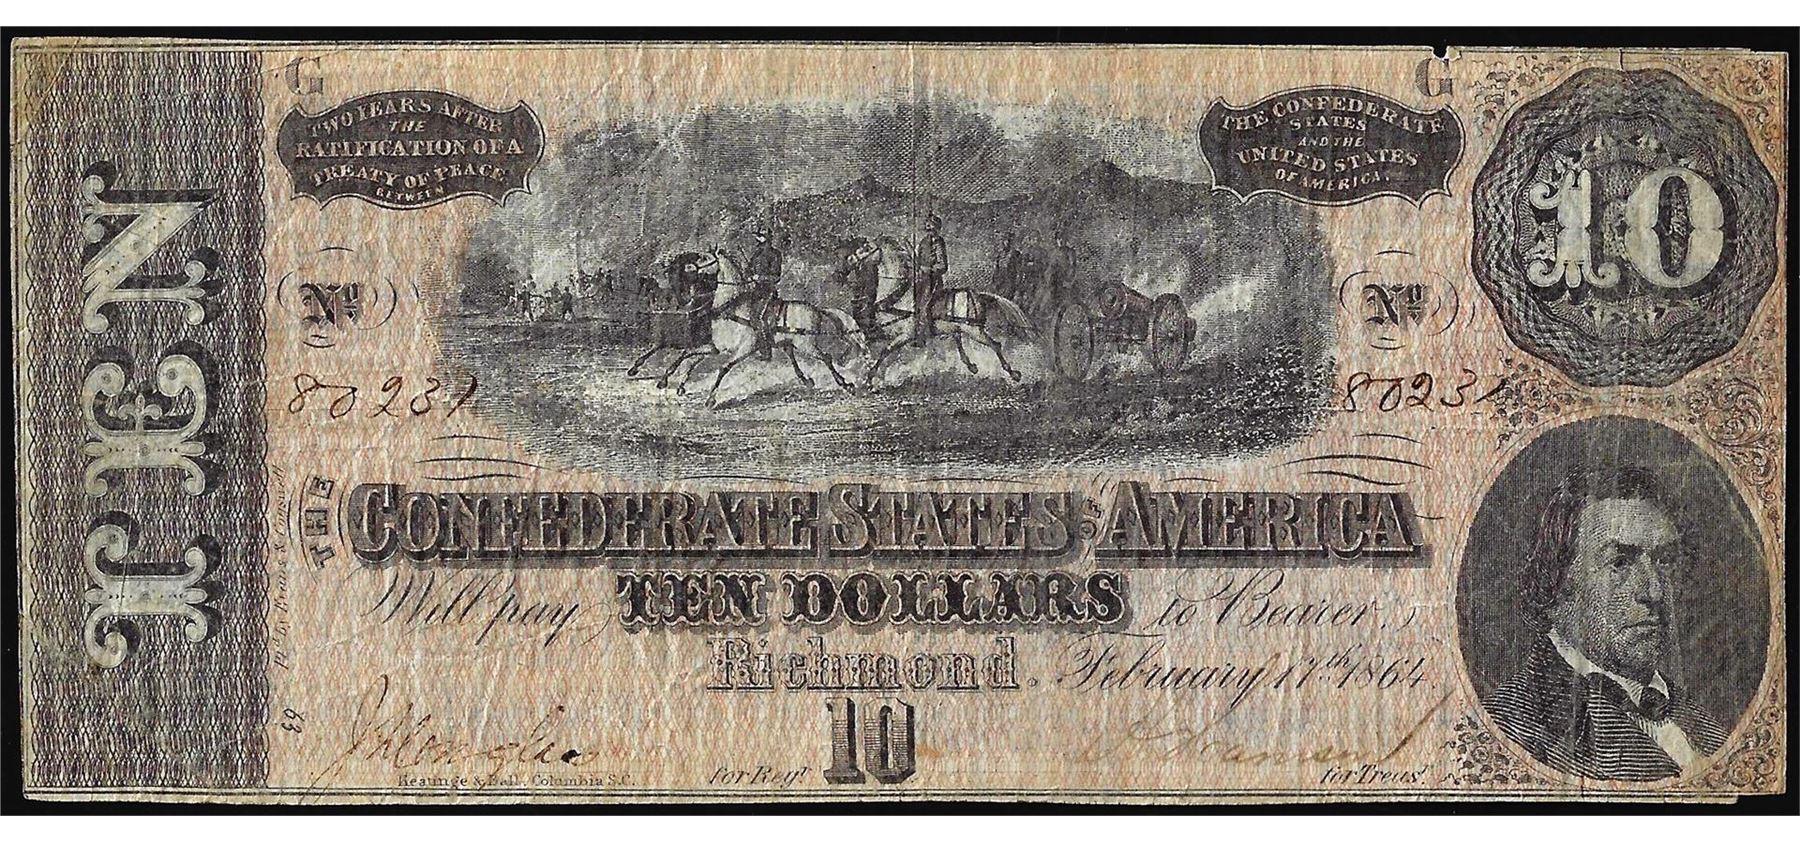 G
G
TWO YEARS AFTER
THE
RATIFICATION OF A
TREATY OF PEACE
BETWEEN
THE CONFEDERATE
STATES
AND THE
UNITED STATES
OF AMERICA.
10
TEN
No
No
80231
80231
THE
CONFEDERATE STATES OF AMERICA
Will pay TEN DOLLARS to Bearer
Richmond. February 17th 1864.
63
10
for Regr
for Treasr
Keatinge & Ball, Columbia S.C.